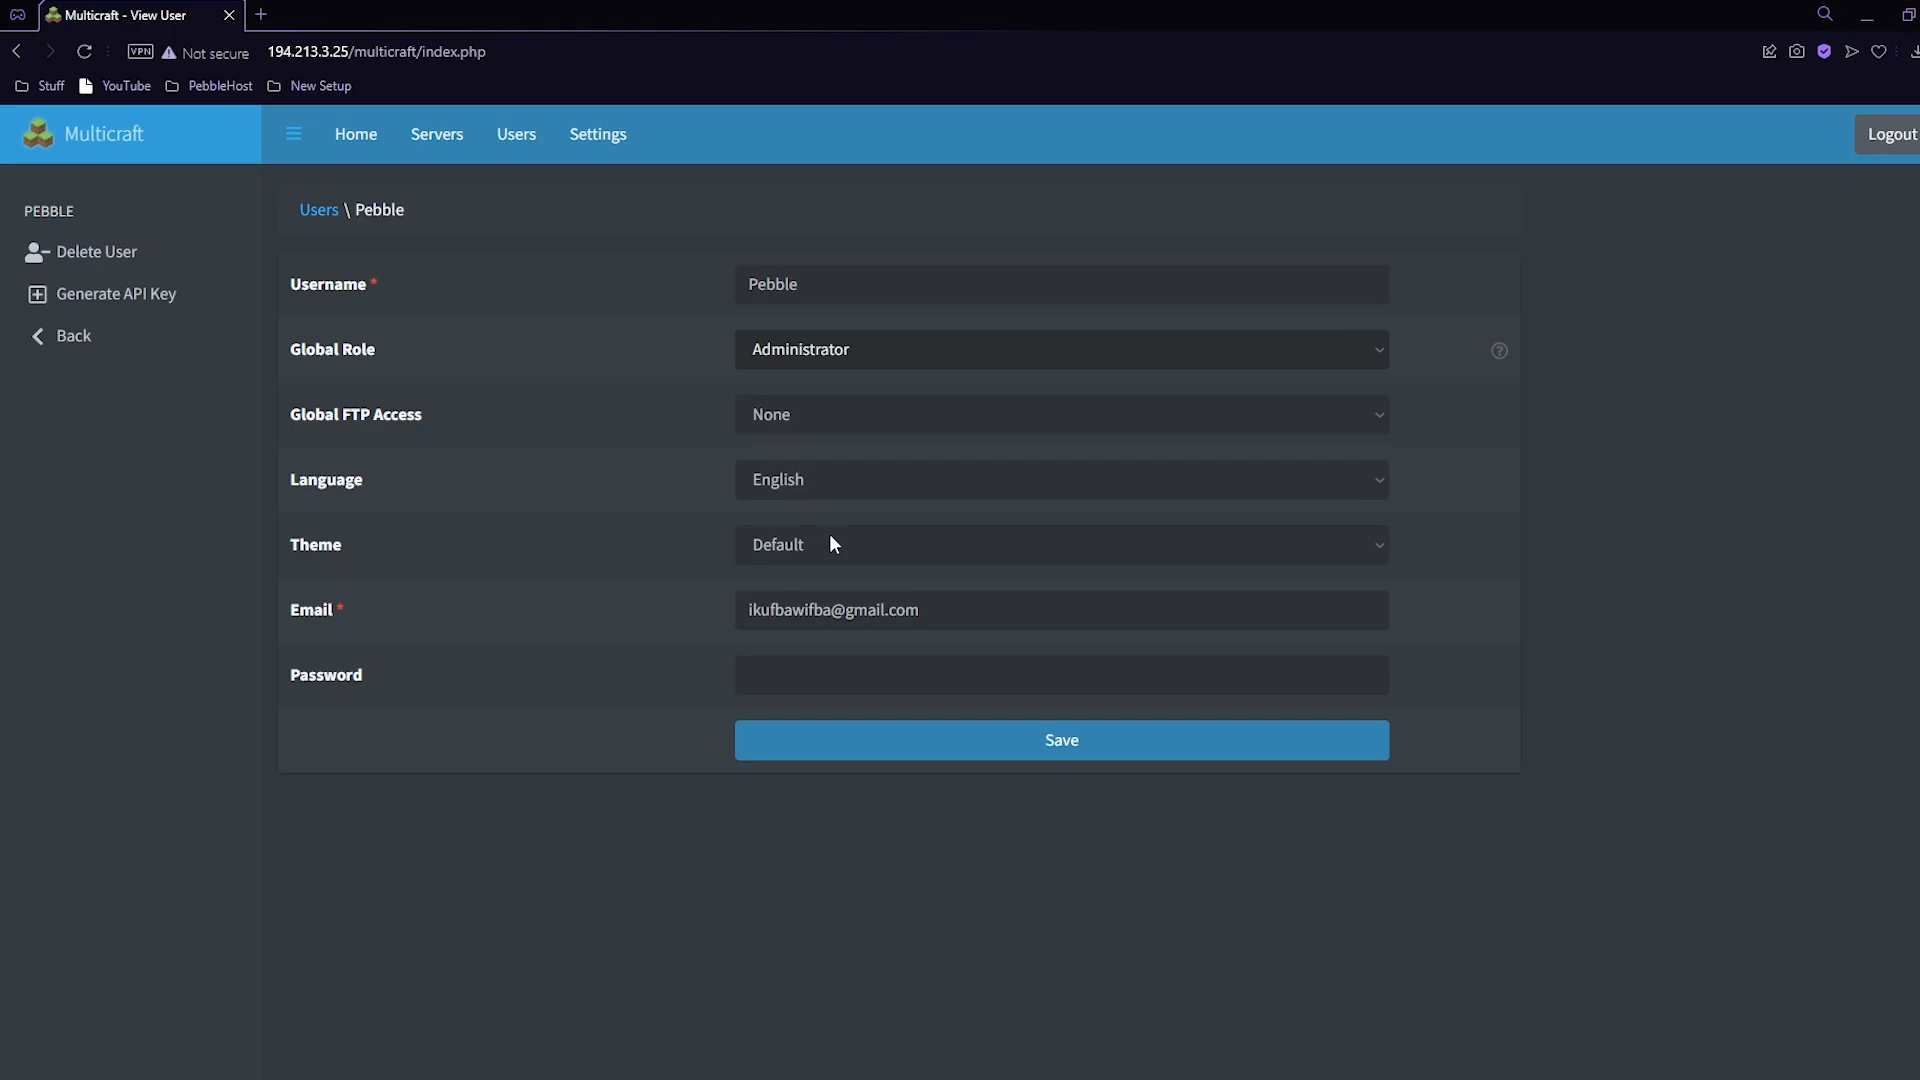 Multicraft - View User
VPN
Not secure
194.213.3.25/multicraft/index.php
Stuff
YouTube
PebbleHost
New Setup
Multicraft
Home
Servers
Users
Settings
Logout
PEBBLE
Delete User
Generate API Key
Back
Users \ Pebble
Username *
Pebble
Global Role
Administrator
Global FTP Access
None
Language
English
Theme
Default
Email *
ikufbawifba@gmail.com
Password
Save